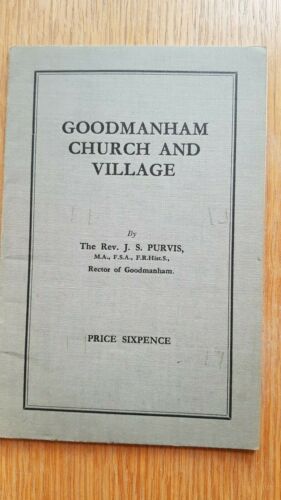 GOODMANHAM
CHURCH AND
VILLAGE
By
The Rev. J. S. PURVIS,
M.A., F.S.A., F.R.Hist.S.,
Rector of Goodmanham.
PRICE SIXPENCE